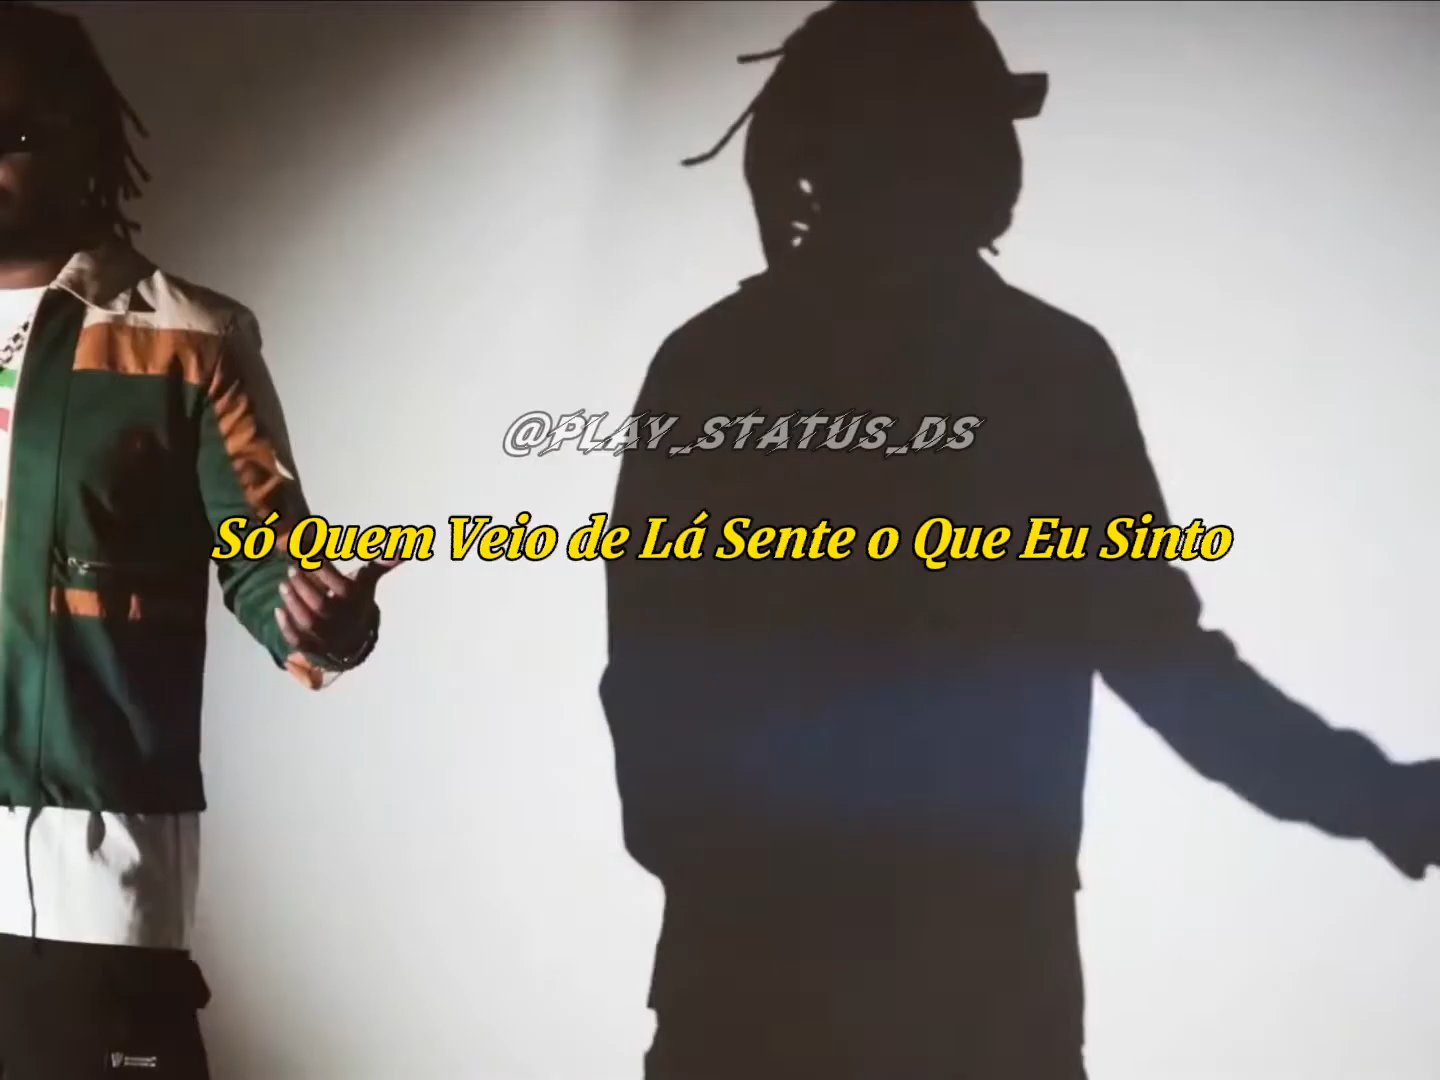 @PLAY_STATUS_DS
Só Quem Veio de Lá Sente o Que Eu Sinto